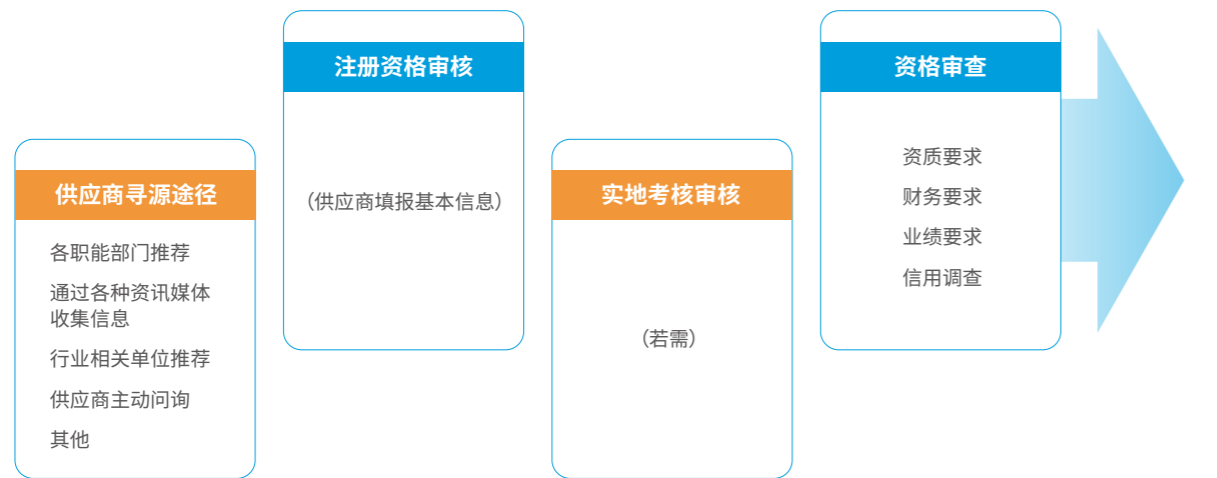 供应商寻源途径
各职能部门推荐
通过各种资讯媒体
收集信息
行业相关单位推荐
供应商主动问询
其他
注册资格审核
（供应商填报基本信息）
实地考核审核
（若需）
资格审查
资质要求
财务要求
业绩要求
信用调查